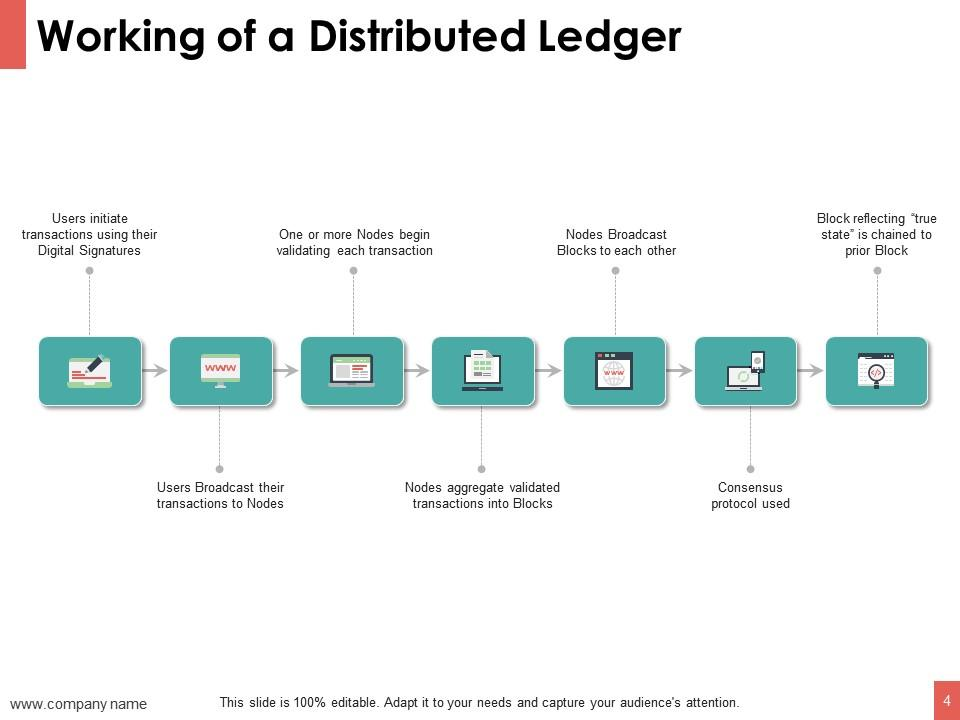 Working of a Distributed Ledger
Users initiate
transactions using their
Digital Signatures
One or more Nodes begin
validating each transaction
Nodes Broadcast
Blocks to each other
Block reflecting “true
state” is chained to
prior Block
www
www
Users Broadcast their
transactions to Nodes
Nodes aggregate validated
transactions into Blocks
Consensus
protocol used
www.company name
This slide is 100% editable. Adapt it to your needs and capture your audience's attention.
4